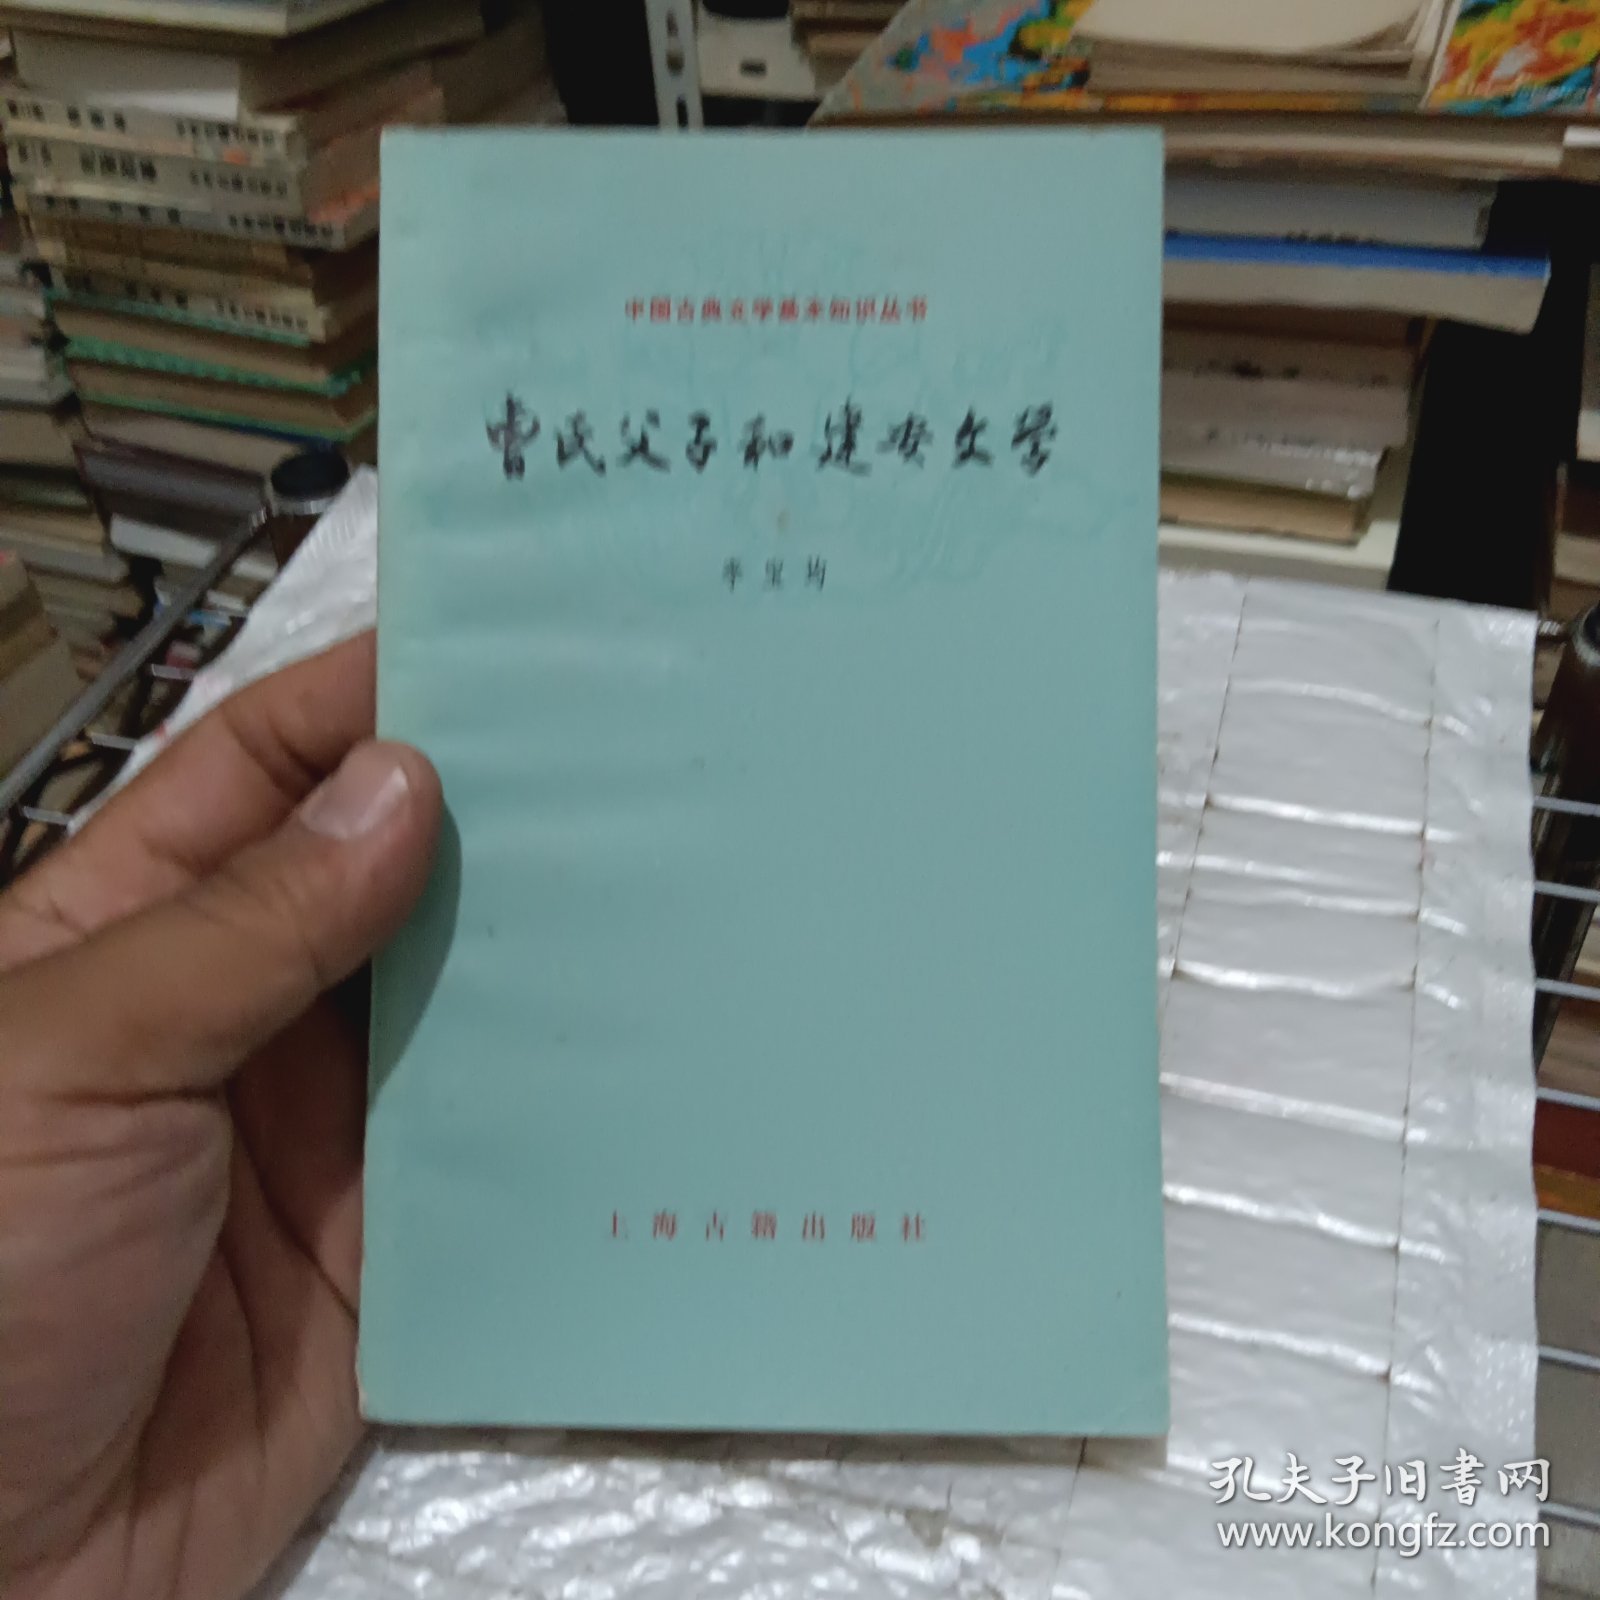 中国古典文学基本知识丛书
曹氏父子和建安文学
李宝均
上海古籍出版社
孔夫子旧书网
www.kongfz.com